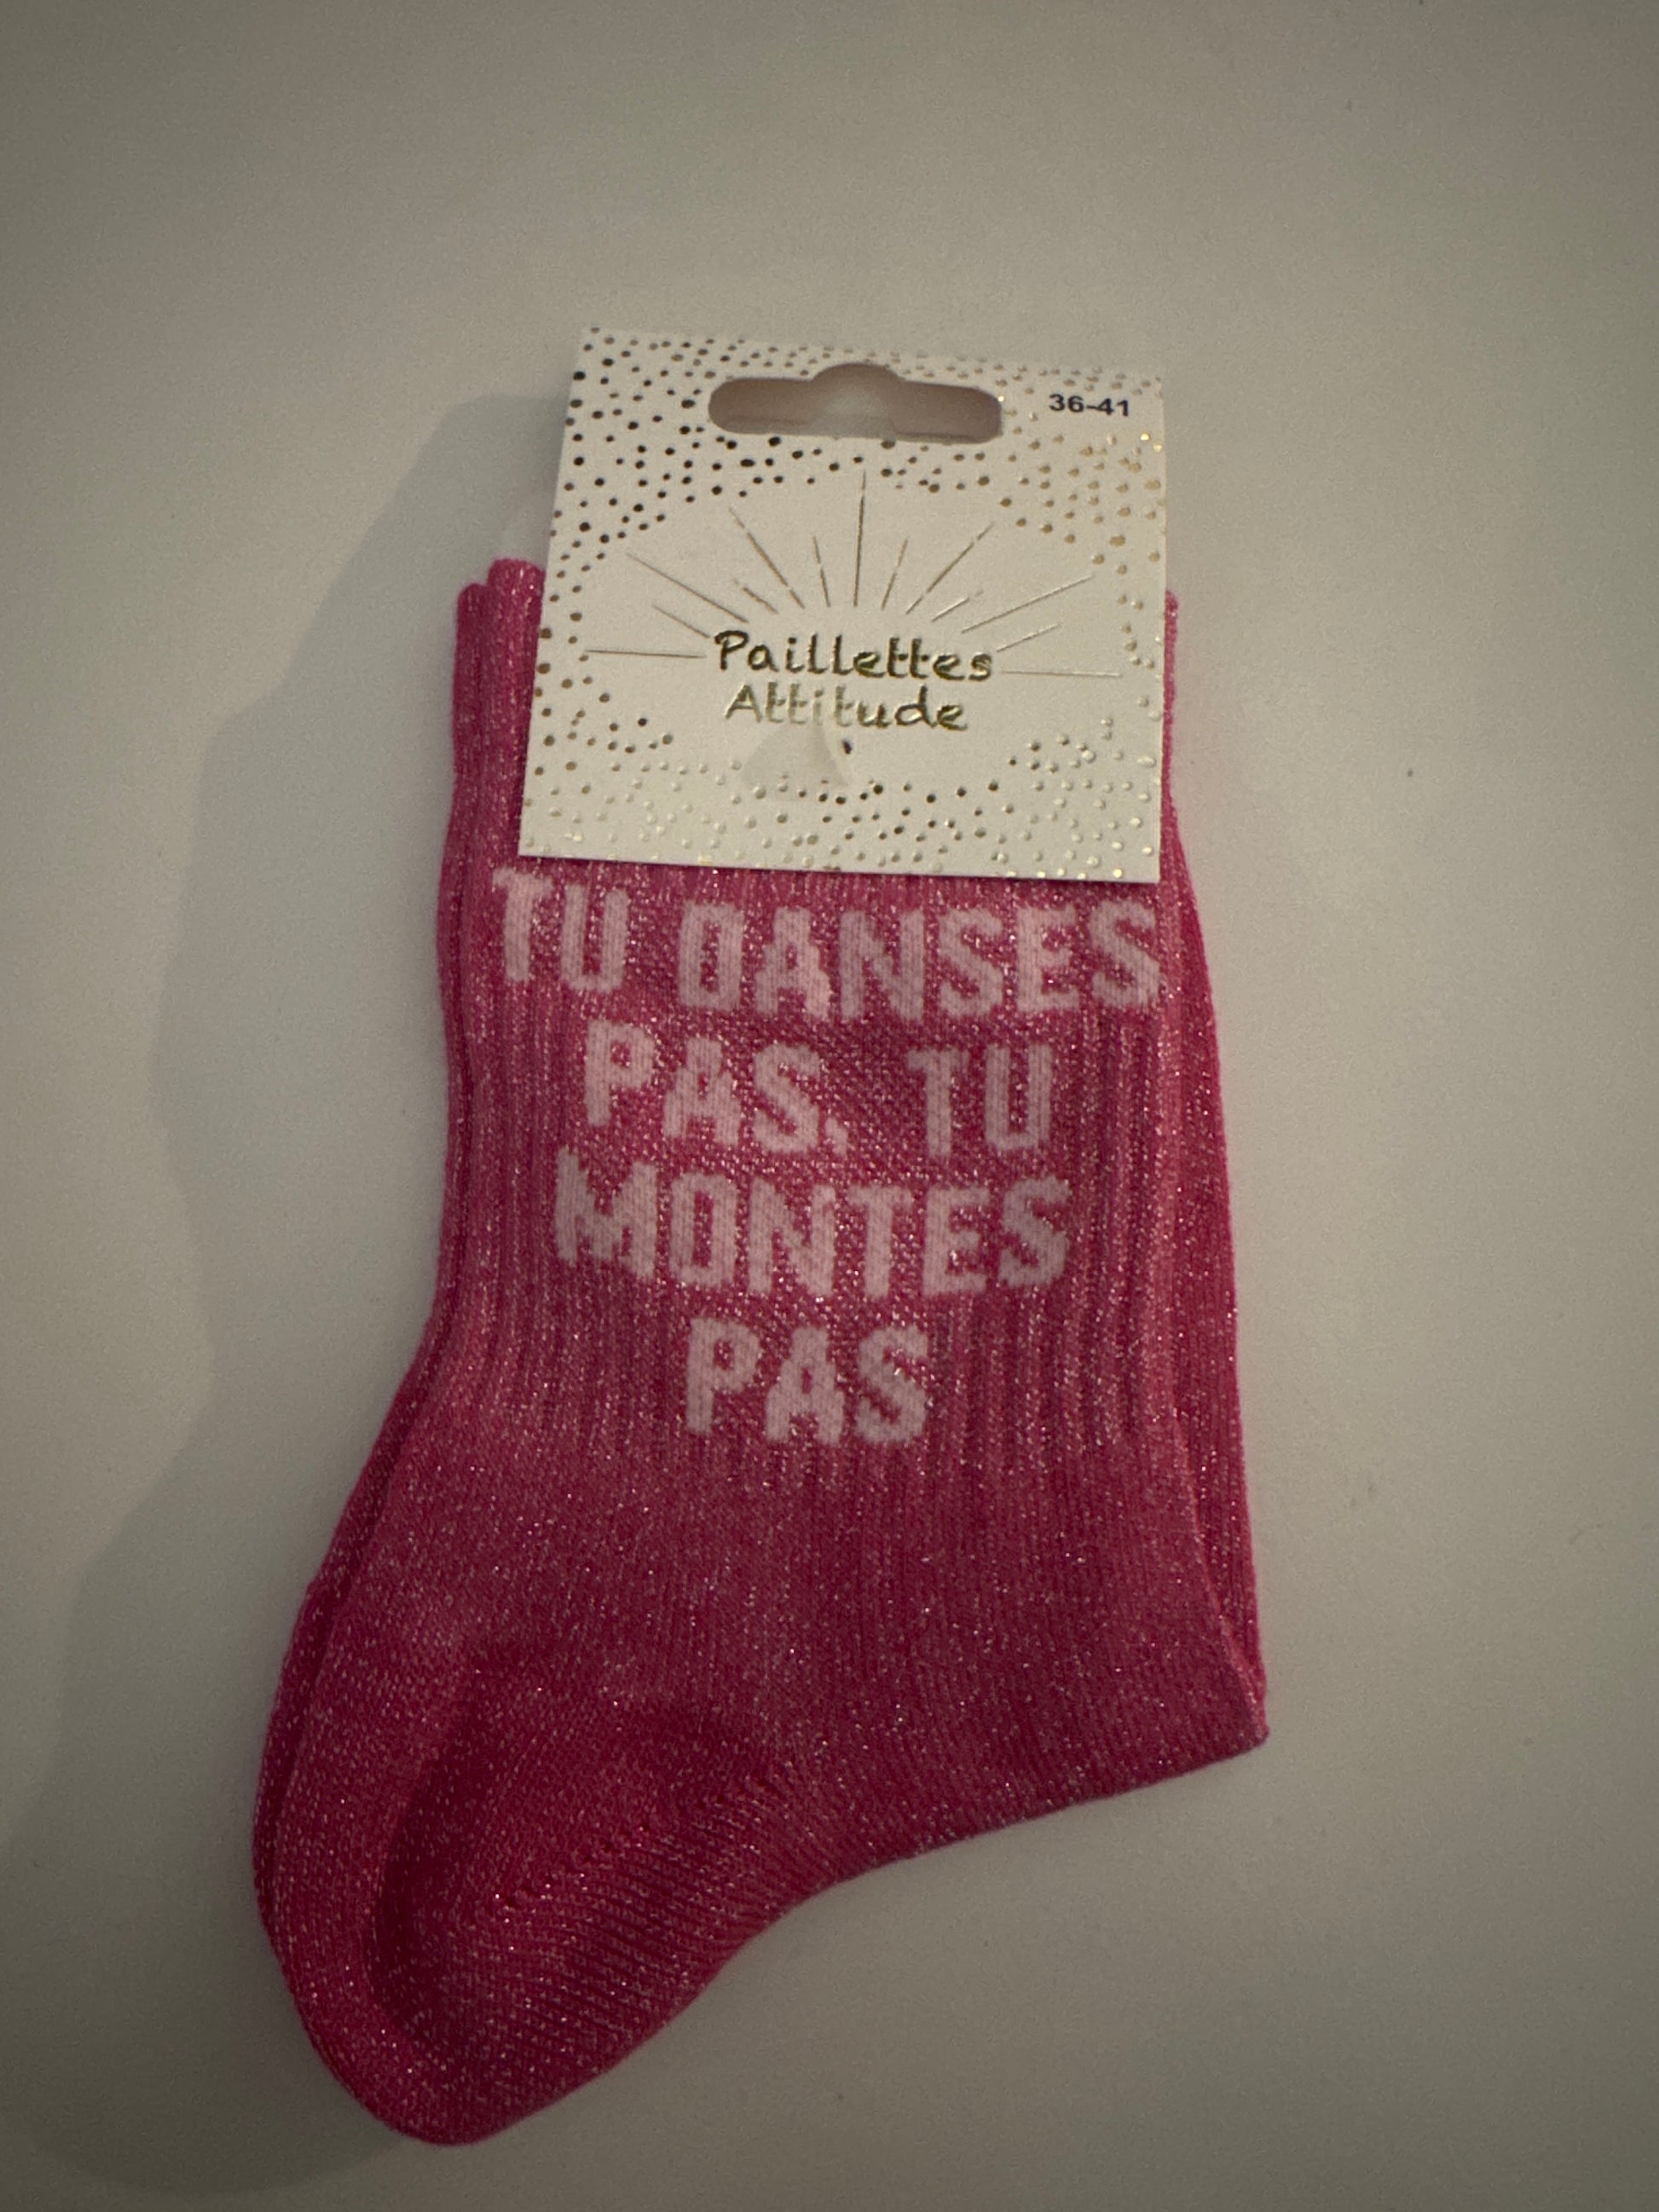 36-41
Paillettes
Attitude
TU DANSES
PAS, TU
MONTES
PAS